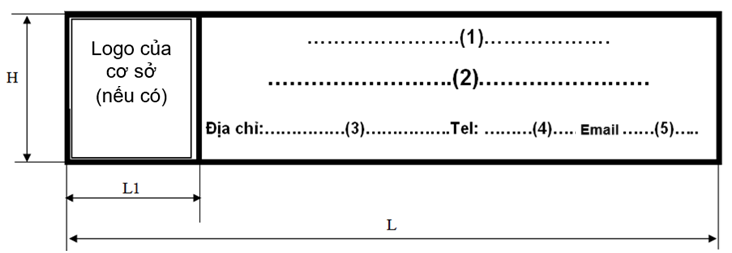 Logo của
cơ sở
(nếu có)
…………………..(1)……………….
……………………..(2)……………………
Địa chỉ:……………(3)…………….Tel: ………(4)…. Email ……(5)…..
H
L1
L